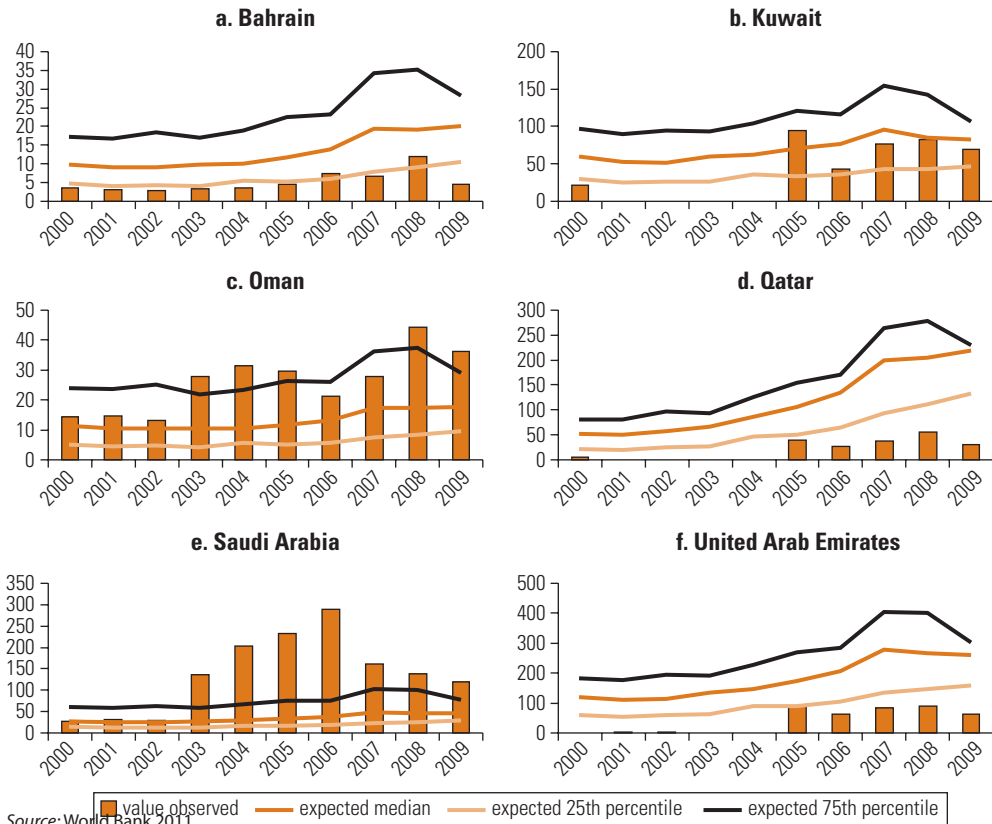 a. Bahrain
40
35
30
25
20
15
10
5
0
2000 2001 2002 2003 2004 2005 2006 2007 2008 2009
b. Kuwait
200
150
100
50
0
2000 2001 2002 2003 2004 2005 2006 2007 2008 2009
c. Oman
50
40
30
20
10
0
2000 2001 2002 2003 2004 2005 2006 2007 2008 2009
d. Qatar
300
250
200
150
100
50
0
2000 2001 2002 2003 2004 2005 2006 2007 2008 2009
e. Saudi Arabia
350
300
250
200
150
100
50
0
2000 2001 2002 2003 2004 2005 2006 2007 2008 2009
f. United Arab Emirates
500
400
300
200
100
0
2000 2001 2002 2003 2004 2005 2006 2007 2008 2009
value observed expected median expected 25th percentile expected 75th percentile
Source: World Bank 2011